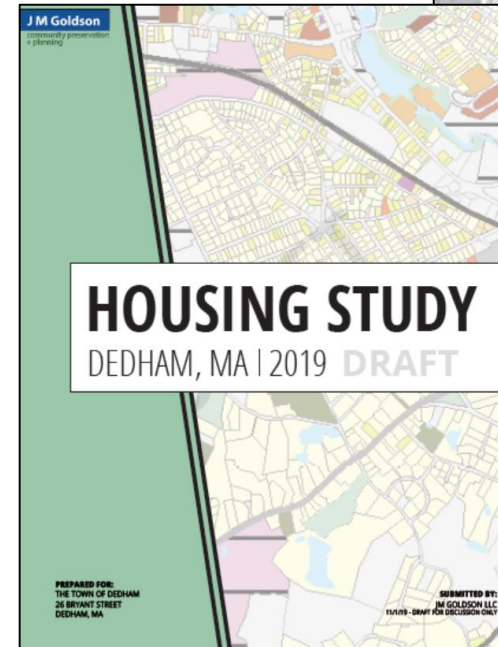 J M Goldson
community preservation
+ planning
HOUSING STUDY
DEDHAM, MA | 2019 DRAFT
PREPARED FOR:
THE TOWN OF DEDHAM
26 BRYANT STREET
DEDHAM, MA
SUBMITTED BY:
JM GOLDSON LLC
11/1/19 - DRAFT FOR DISCUSSION ONLY